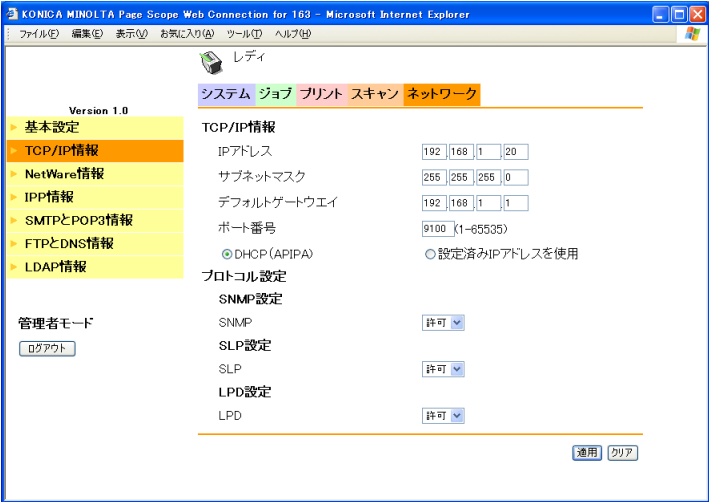 KONICA MINOLTA Page Scope Web Connection for 163 - Microsoft Internet Explorer
ファイル(F) 編集(E) 表示(V) お気に入り(A) ツール(T) ヘルプ(H)
レディ
システム ジョブ プリント スキャン ネットワーク
Version 1.0
基本設定
TCP/IP情報
NetWare情報
IPP情報
SMTPとPOP3情報
FTPとDNS情報
LDAP情報
管理者モード
ログアウト
TCP/IP情報
IPアドレス 192.168.1.20
サブネットマスク 255.255.255.0
デフォルトゲートウエイ 192.168.1.1
ポート番号 9100 (1-65535)
DHCP(APIPA) 設定済みIPアドレスを使用
プロトコル設定
SNMP設定
SNMP 許可
SLP設定
SLP 許可
LPD設定
LPD 許可
適用 クリア